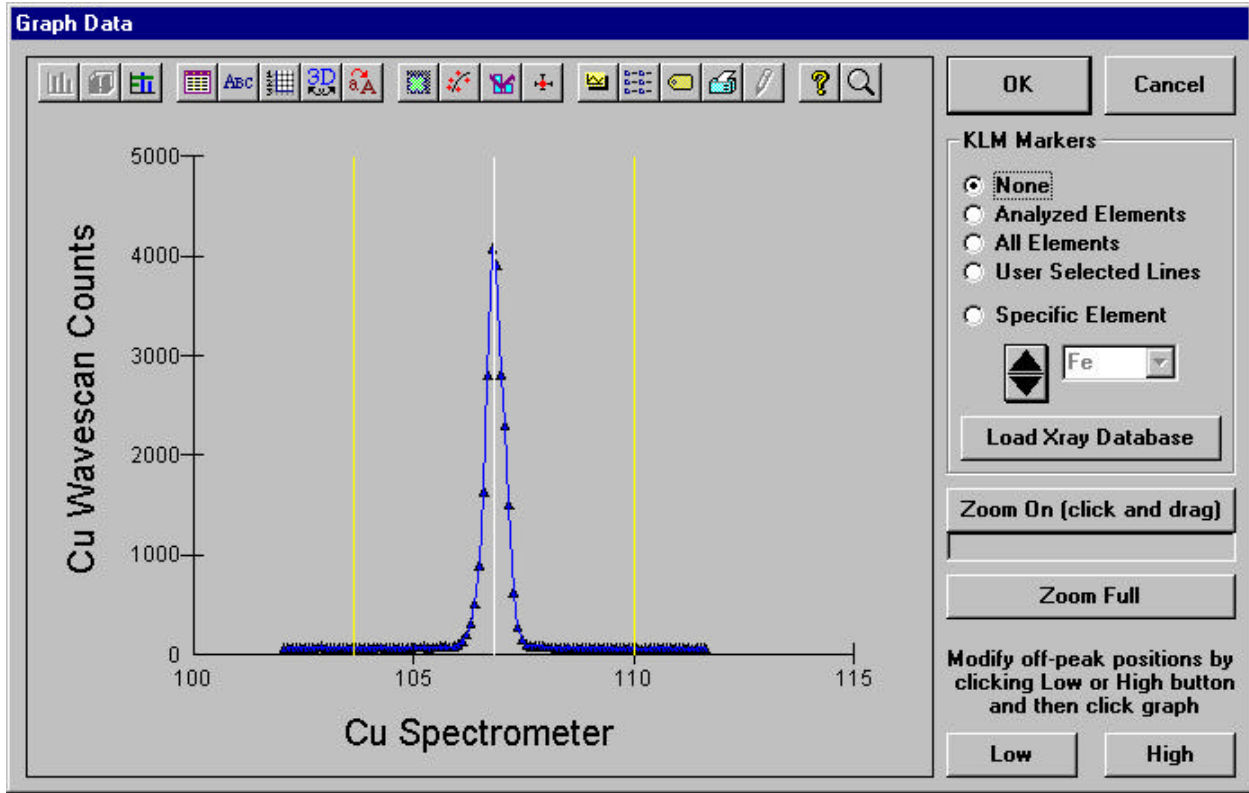 Graph Data
ABC
3D
aA
?
OK
Cancel
KLM Markers
None
Analyzed Elements
All Elements
User Selected Lines
Specific Element
Fe
Load Xray Database
Zoom On (click and drag)
Zoom Full
Modify off-peak positions by
clicking Low or High button
and then click graph
Low
High
Cu Wavescan Counts
5000
4000
3000
2000
1000
0
100
105
110
115
Cu Spectrometer